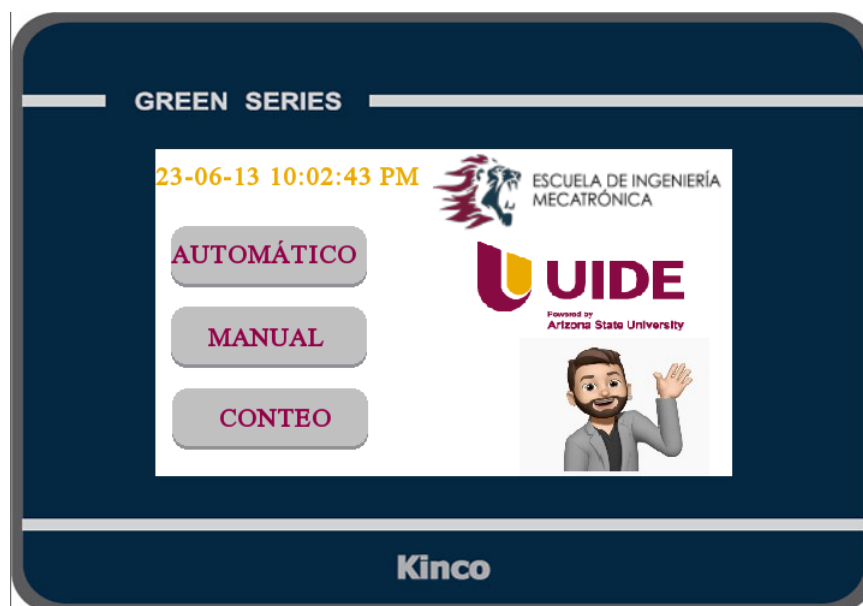 GREEN SERIES
23-06-13 10:02:43 PM
ESCUELA DE INGENIERÍA
MECATRÓNICA
AUTOMÁTICO
UIDE
Powered by
Arizona State University
MANUAL
CONTEO
Kinco